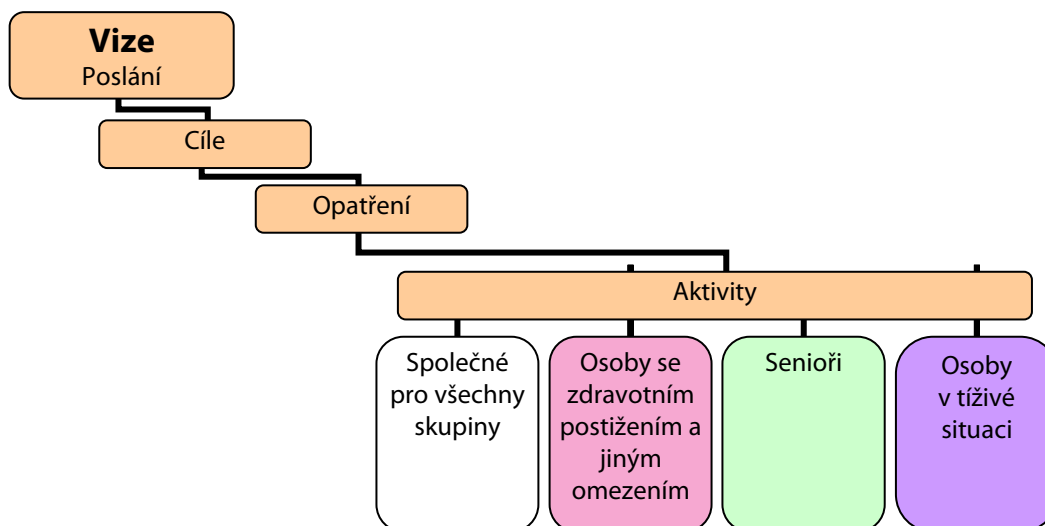 Vize
Poslání
Cíle
Opatření
Aktivity
Společné
pro všechny
skupiny
Osoby se
zdravotním
postižením a
jiným
omezením
Senioři
Osoby
v tíživé
situaci